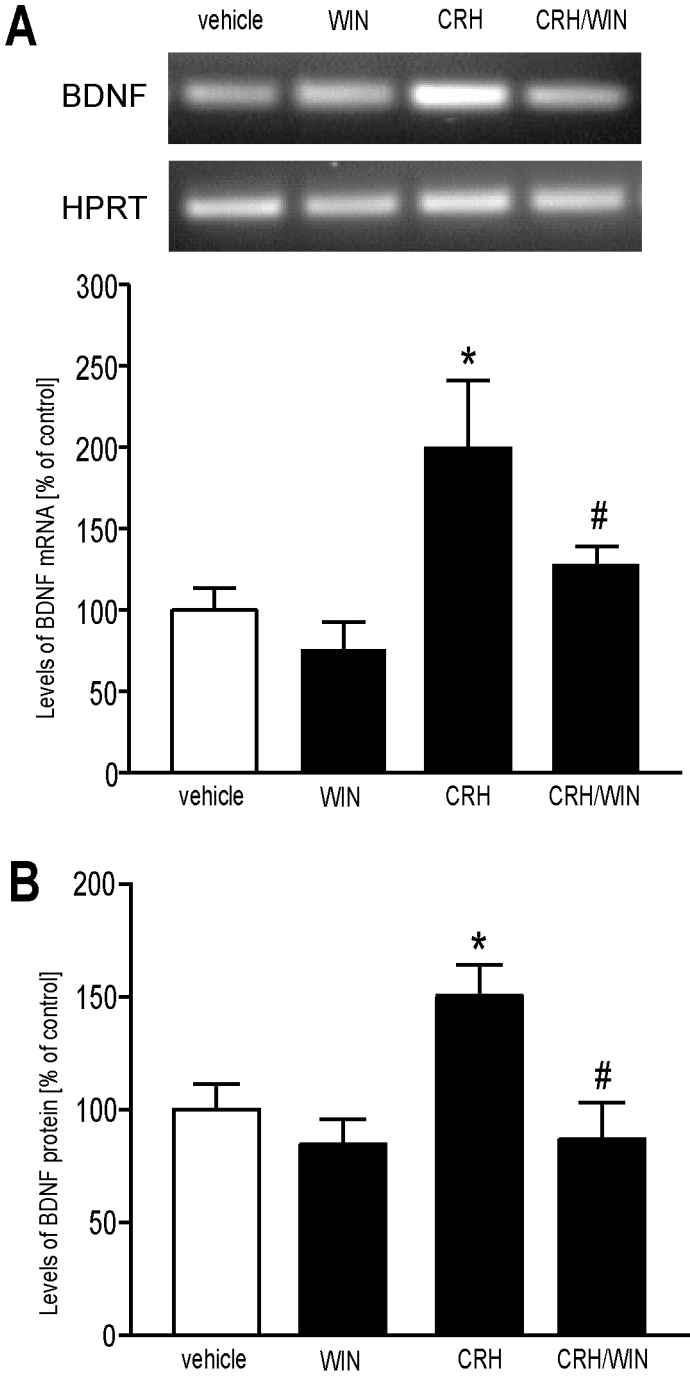 A
vehicle WIN CRH CRH/WIN
BDNF
HPRT
Levels of BDNF mRNA [% of control]
300
250
200
150
100
50
0
*
#
vehicle WIN CRH CRH/WIN
B
Levels of BDNF protein [% of control]
200
150
100
50
0
*
#
vehicle WIN CRH CRH/WIN